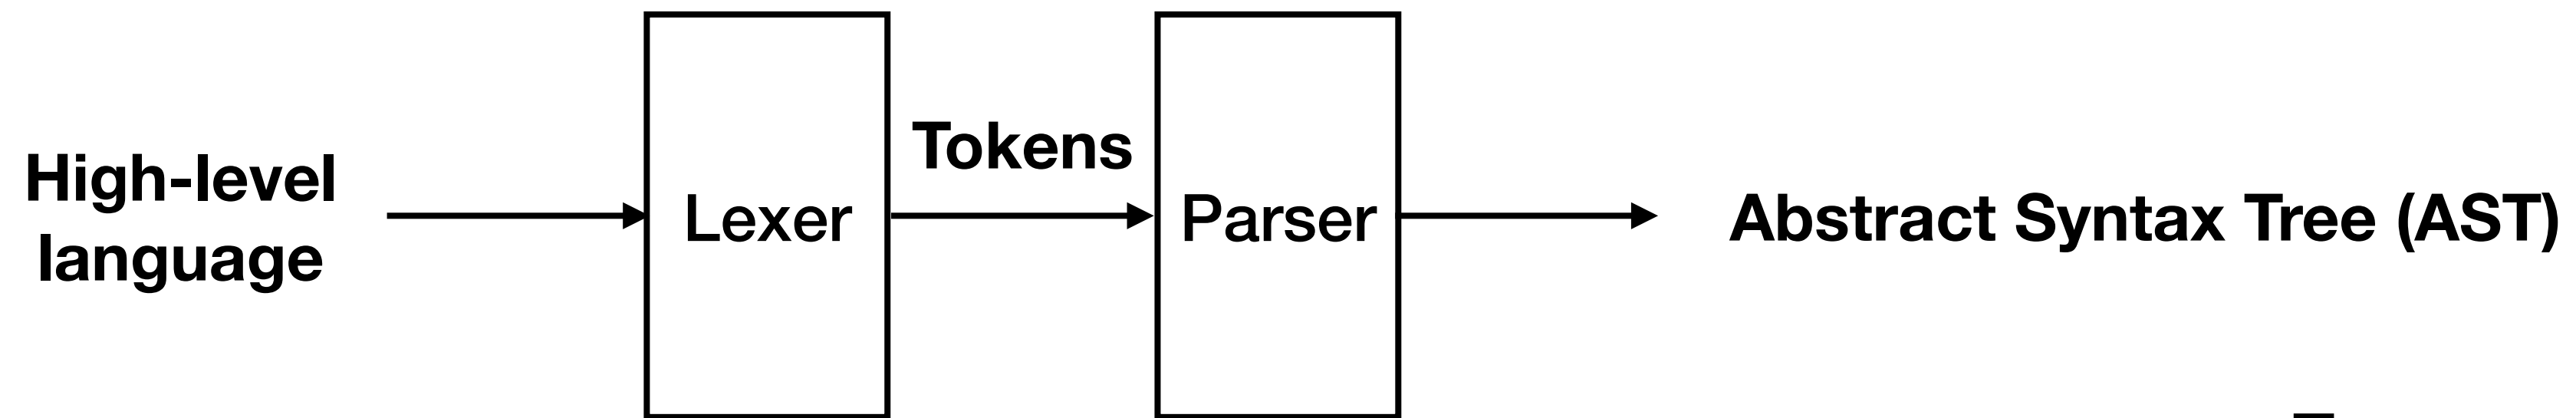 High-level
language
Lexer
Tokens
Parser
Abstract Syntax Tree (AST)